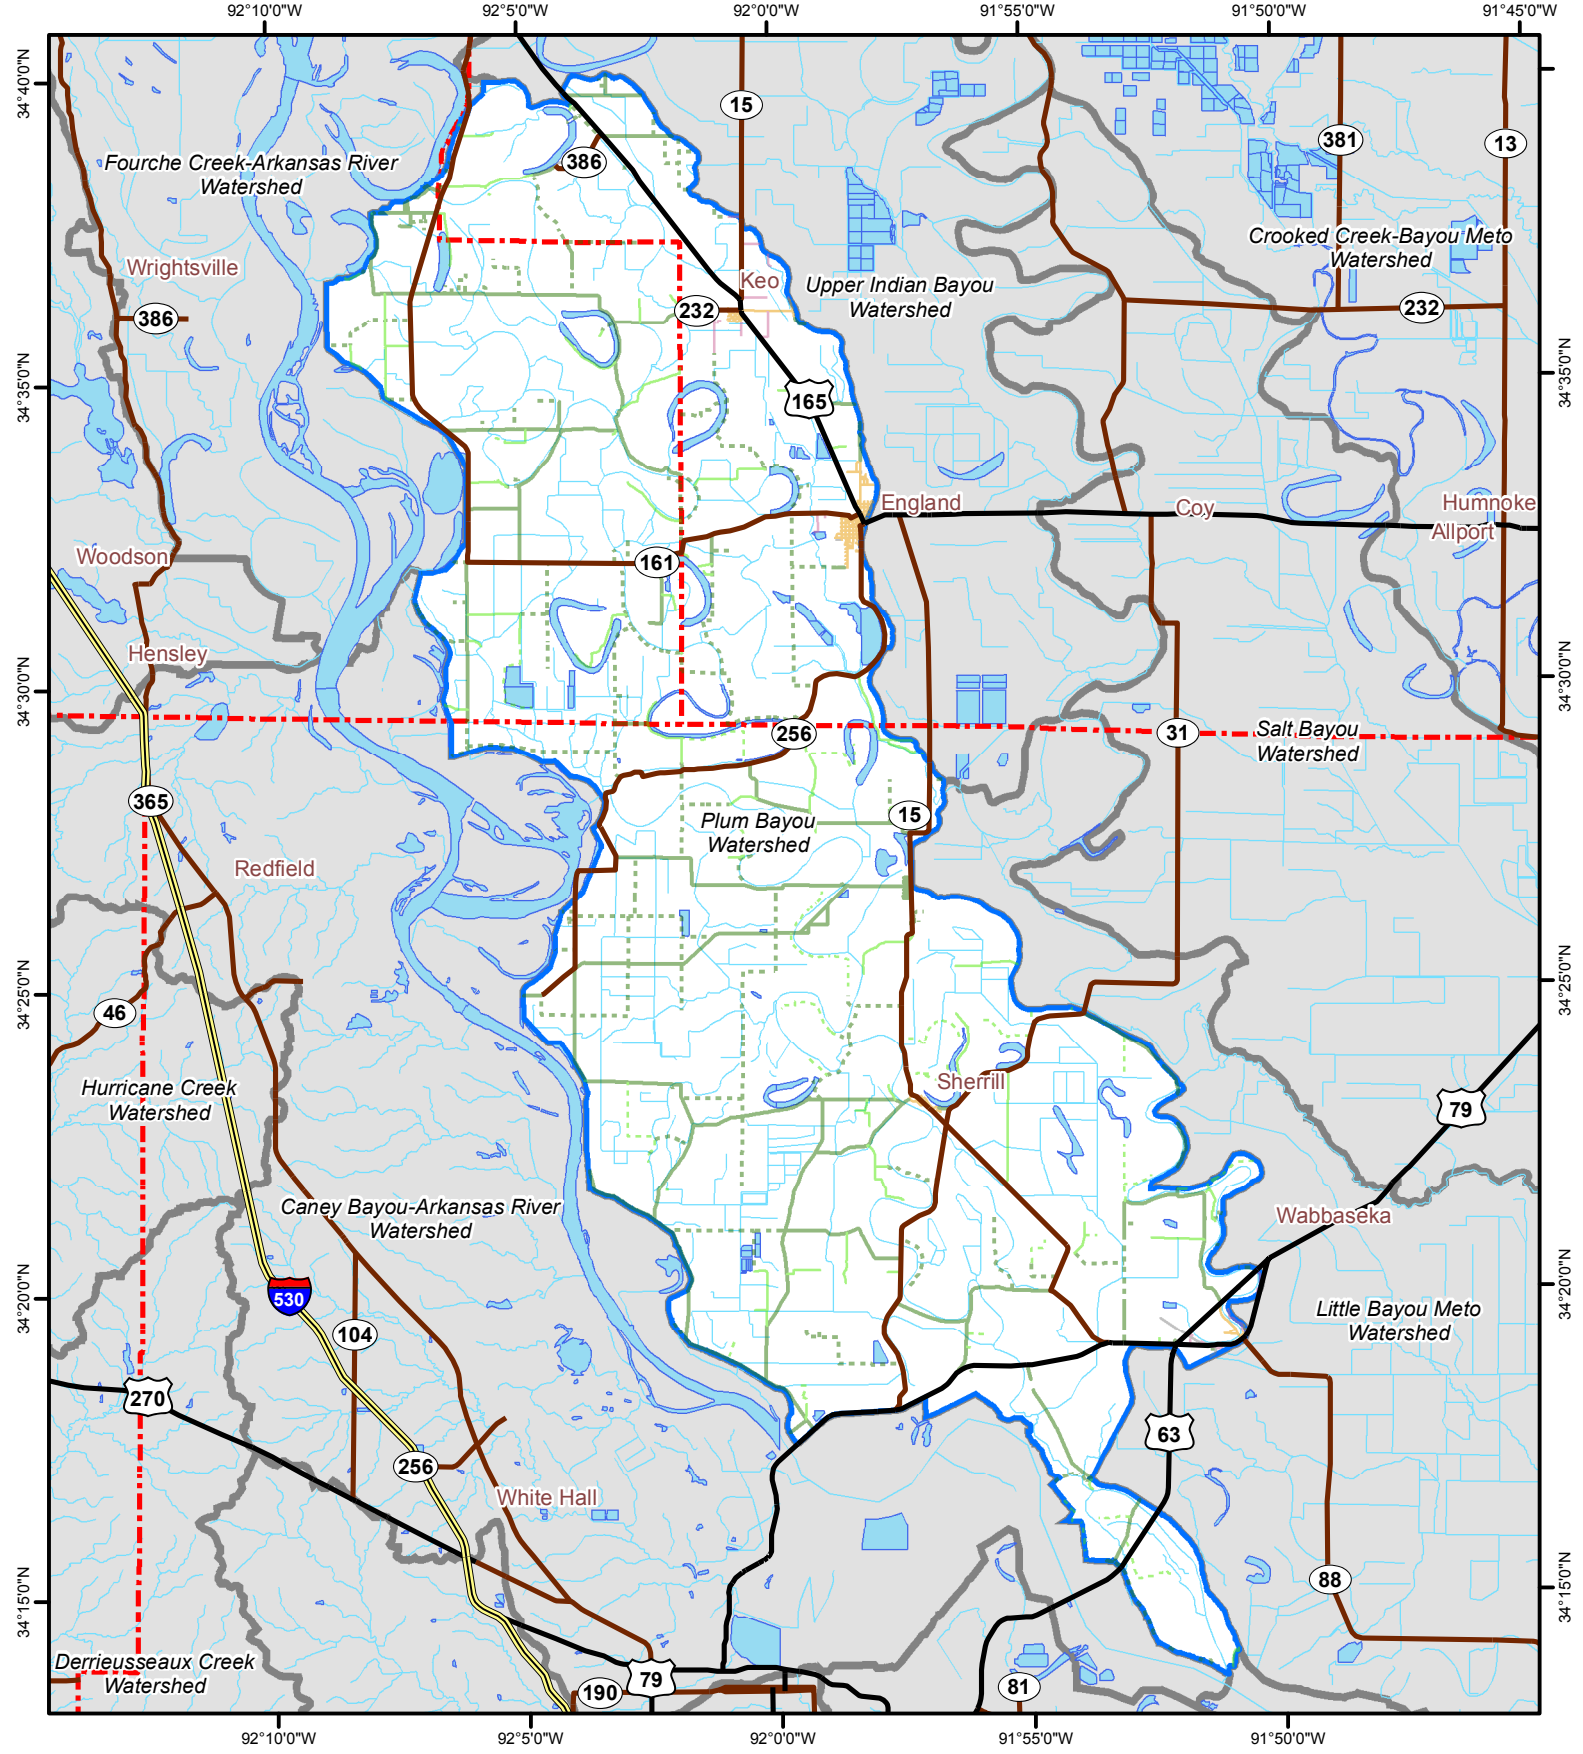 92°10'0"W
92°5'0"W
92°0'0"W
91°55'0"W
91°50'0"W
91°45'0"W
34°40'0"N
15
381
13
386
Fourche Creek-Arkansas River
Watershed
Crooked Creek-Bayou Meto
Watershed
Wrightsville
Keo
Upper Indian Bayou
Watershed
386
232
232
34°35'0"N
34°35'0"N
165
England
Coy
Humnoke
Allport
Woodson
161
Hensley
34°30'0"N
34°30'0"N
256
31
Salt Bayou
Watershed
365
15
Plum Bayou
Watershed
Redfield
34°25'0"N
34°25'0"N
46
Sherrill
Hurricane Creek
Watershed
79
Caney Bayou-Arkansas River
Watershed
Wabbaseka
34°20'0"N
34°20'0"N
530
Little Bayou Meto
Watershed
104
270
63
256
White Hall
34°15'0"N
34°15'0"N
88
Derrieusseaux Creek
Watershed
79
190
81
92°10'0"W
92°5'0"W
92°0'0"W
91°55'0"W
91°50'0"W